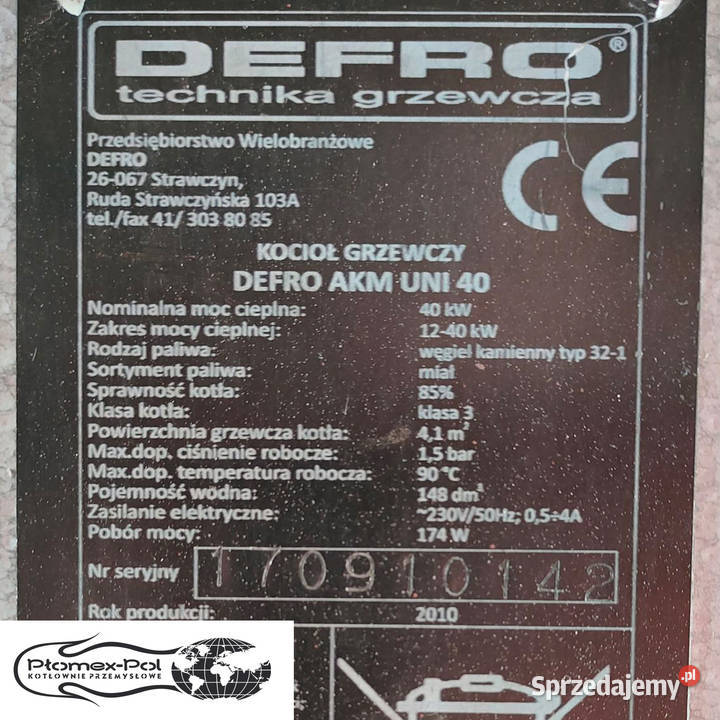 DEFRO®
technika grzewcza
Przedsiębiorstwo Wielobranżowe
DEFRO
26-067 Strawczyn,
Ruda Strawczyńska 103A
tel./fax 41/ 303 80 85
CE
KOCIOŁ GRZEWCZY
DEFRO AKM UNI 40
Nominalna moc cieplna: 40 kW
Zakres mocy cieplnej: 12-40 kW
Rodzaj paliwa: węgiel kamienny typ 32-1
Sortyment paliwa: miał
Sprawność kotła: 85%
Klasa kotła: klasa 3
Powierzchnia grzewcza kotła: 4,1 m²
Max.dop. ciśnienie robocze: 1,5 bar
Max.dop. temperatura robocza: 90 °C
Pojemność wodna: 148 dm³
Zasilanie elektryczne: ~230V/50Hz; 0,5÷4A
Pobór mocy: 174 W
Nr seryjny 170910142
Rok produkcji: 2010
Płomex-Pol
KOTŁOWNIE PRZEMYSŁOWE
Sprzedajemy.pl